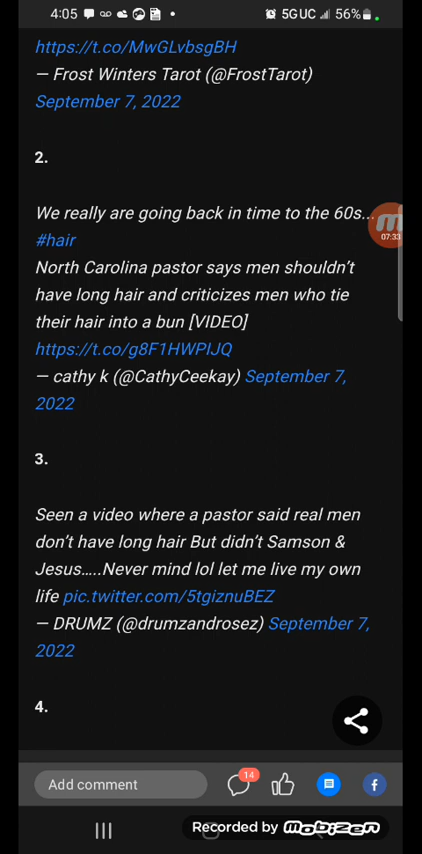 4:05 5GUC 56%
https://t.co/MwGLvbsgBH
— Frost Winters Tarot (@FrostTarot)
September 7, 2022
2.
We really are going back in time to the 60s...
#hair
07:33
North Carolina pastor says men shouldn’t
have long hair and criticizes men who tie
their hair into a bun [VIDEO]
https://t.co/g8F1HWPIJQ
— cathy k (@CathyCeekay) September 7,
2022
3.
Seen a video where a pastor said real men
don’t have long hair But didn’t Samson &
Jesus…..Never mind lol let me live my own
life pic.twitter.com/5tgiznuBEZ
— DRUMZ (@drumzandrosez) September 7,
2022
4.
Add comment 14
Recorded by mobizen